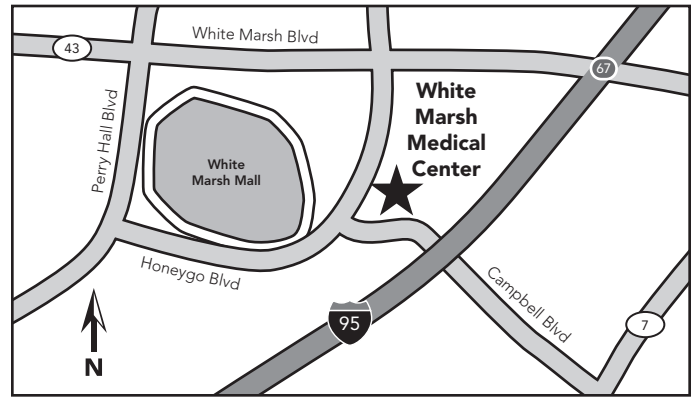 White Marsh Blvd
43
67
Perry Hall Blvd
White
Marsh
Medical
Center
White
Marsh Mall
Honeygo Blvd
Campbell Blvd
95
7
N